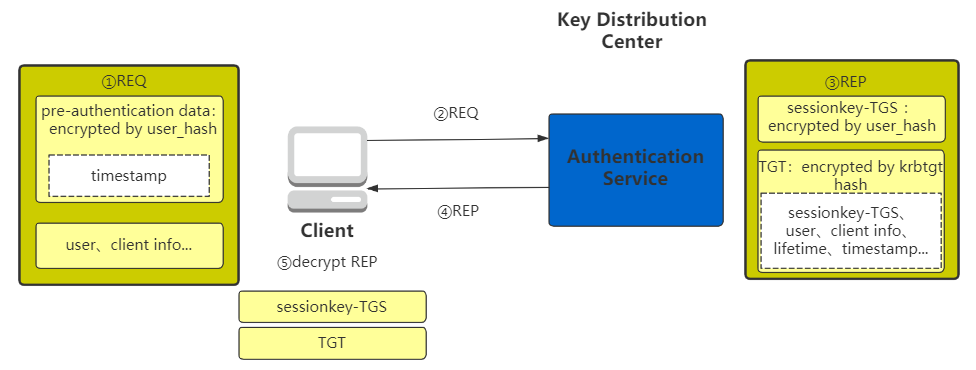 Key Distribution
Center
①REQ
pre-authentication data:
encrypted by user_hash
timestamp
user、client info...
②REQ
④REP
Client
⑤decrypt REP
sessionkey-TGS
TGT
Authentication
Service
③REP
sessionkey-TGS：
encrypted by user_hash
TGT：encrypted by krbtgt
hash
sessionkey-TGS、
user、client info、
lifetime、timestamp...